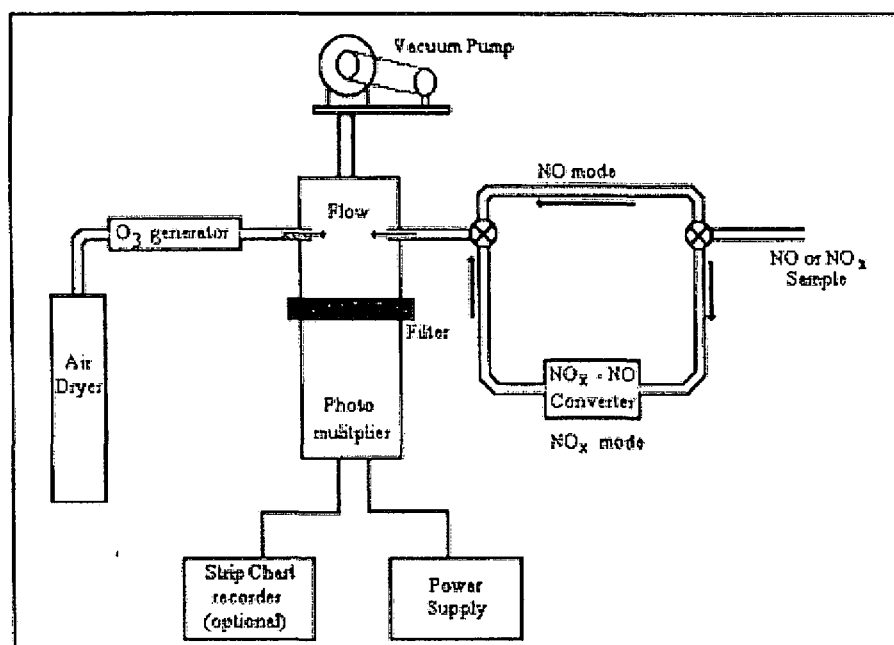 Vacuum Pump
NO mode
Flow
O3 generator
NO or NOx
Sample
Filter
Air
Dryer
NOx - NO
Converter
Photo
mulitplier
NOx mode
Strip Chart
recorder
(optional)
Power
Supply